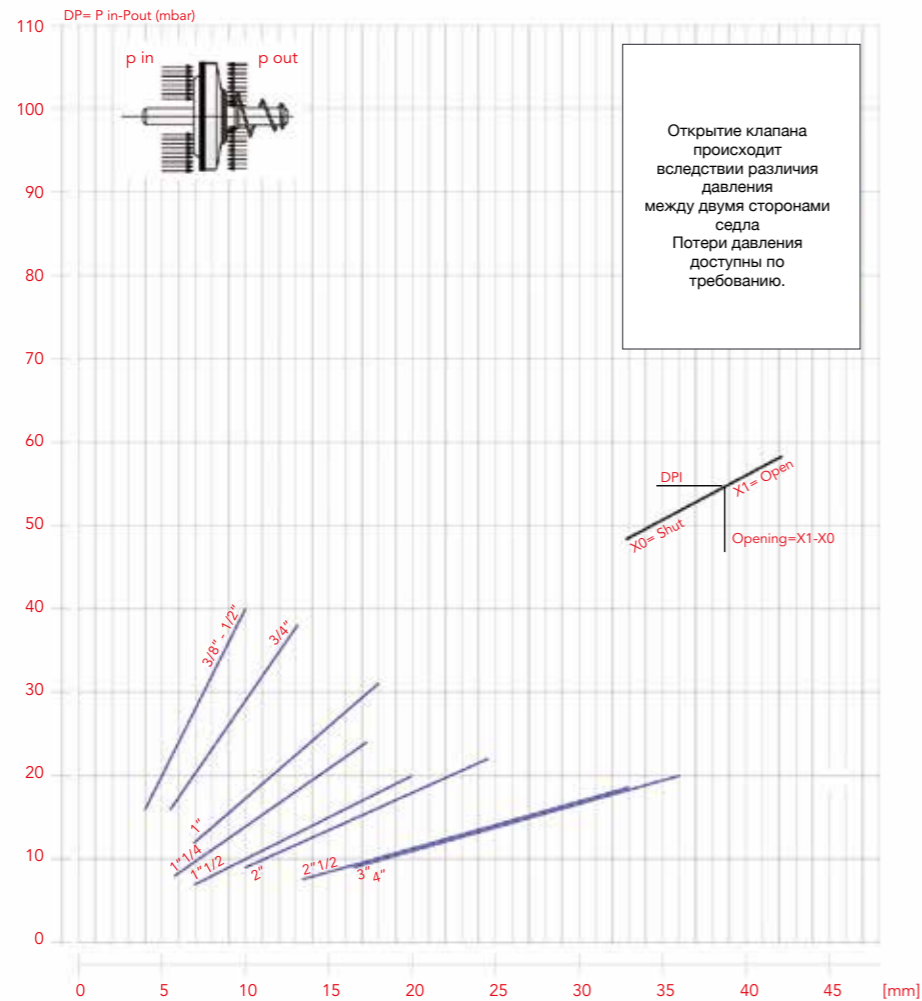 DP= P in-Pout (mbar)
110
p in
p out
100
90
80
70
60
50
40
30
20
10
0
Открытие клапана
происходит
вследствии различия
давления
между двумя сторонами
седла
Потери давления
доступны по
требованию.
DPI
X1= Open
X0= Shut
Opening=X1-X0
3/8" - 1/2"
3/4"
1"
1"1/4
1"1/2
2"
2"1/2
3"
4"
0 5 10 15 20 25 30 35 40 45 [mm]